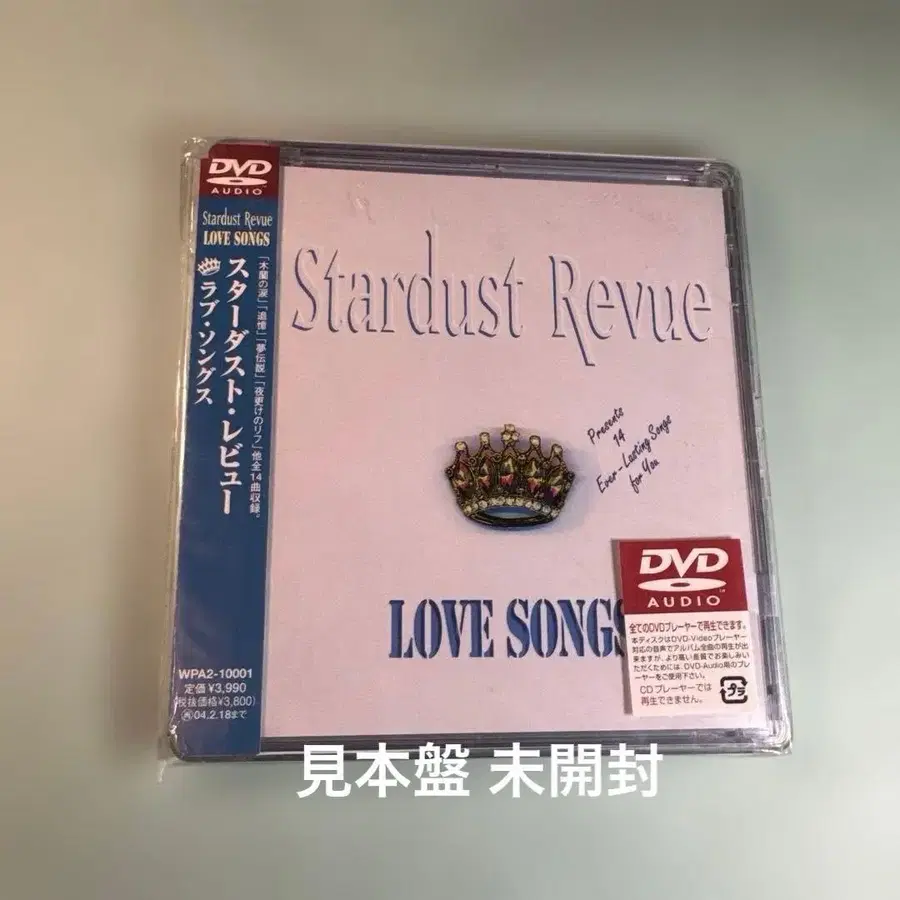 DVD
AUDIO
Stardust Revue
LOVE SONGS
スターダスト・レビュー
ラブ・ソングス
「木蘭の涙」「追憶」「夢伝説」「夜更けのリフ」他全14曲収録。
WPA2-10001
定価¥3,990
(税抜価格¥3,800)
再04.2.18まで
Stardust Revue
Presents
14
Ever-Lasting Songs
for You
LOVE SONGS
DVD
AUDIO
全てのDVDプレーヤーで再生できます。
本ディスクはDVD-Videoプレーヤー
対応の音声でアルバム全曲の再生が出
来ますが、より高い音質でお楽しみい
ただくためには、DVD-Audio用のプレ
ーヤーをご使用下さい。
CDプレーヤーでは
再生できません。
プラ
見本盤 未開封